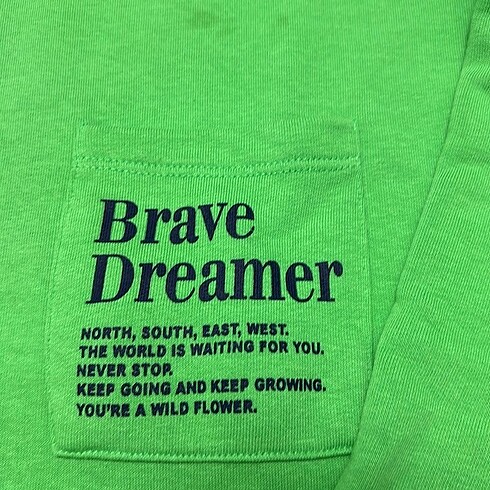 Brave
Dreamer
NORTH, SOUTH, EAST, WEST.
THE WORLD IS WAITING FOR YOU.
NEVER STOP.
KEEP GOING AND KEEP GROWING.
YOU'RE A WILD FLOWER.